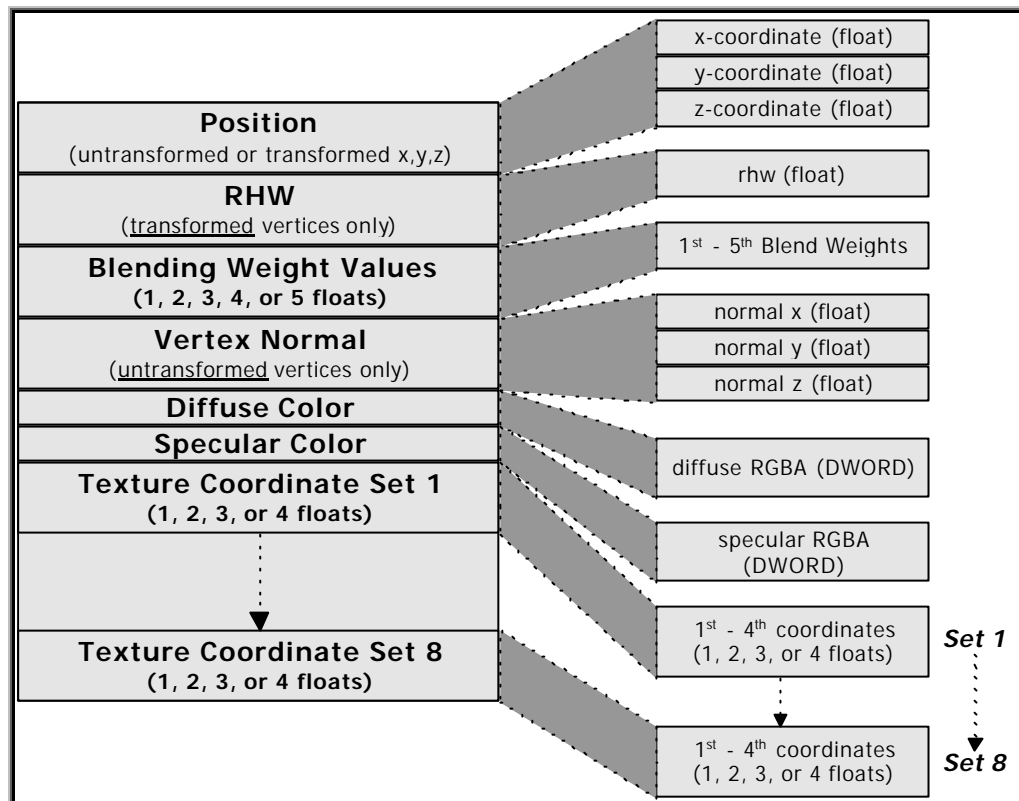 Position
(untransformed or transformed x,y,z)
RHW
(transformed vertices only)
Blending Weight Values
(1, 2, 3, 4, or 5 floats)
Vertex Normal
(untransformed vertices only)
Diffuse Color
Specular Color
Texture Coordinate Set 1
(1, 2, 3, or 4 floats)
Texture Coordinate Set 8
(1, 2, 3, or 4 floats)
x-coordinate (float)
y-coordinate (float)
z-coordinate (float)
rhw (float)
1st - 5th Blend Weights
normal x (float)
normal y (float)
normal z (float)
diffuse RGBA (DWORD)
specular RGBA
(DWORD)
1st - 4th coordinates
(1, 2, 3, or 4 floats)
Set 1
1st - 4th coordinates
(1, 2, 3, or 4 floats)
Set 8